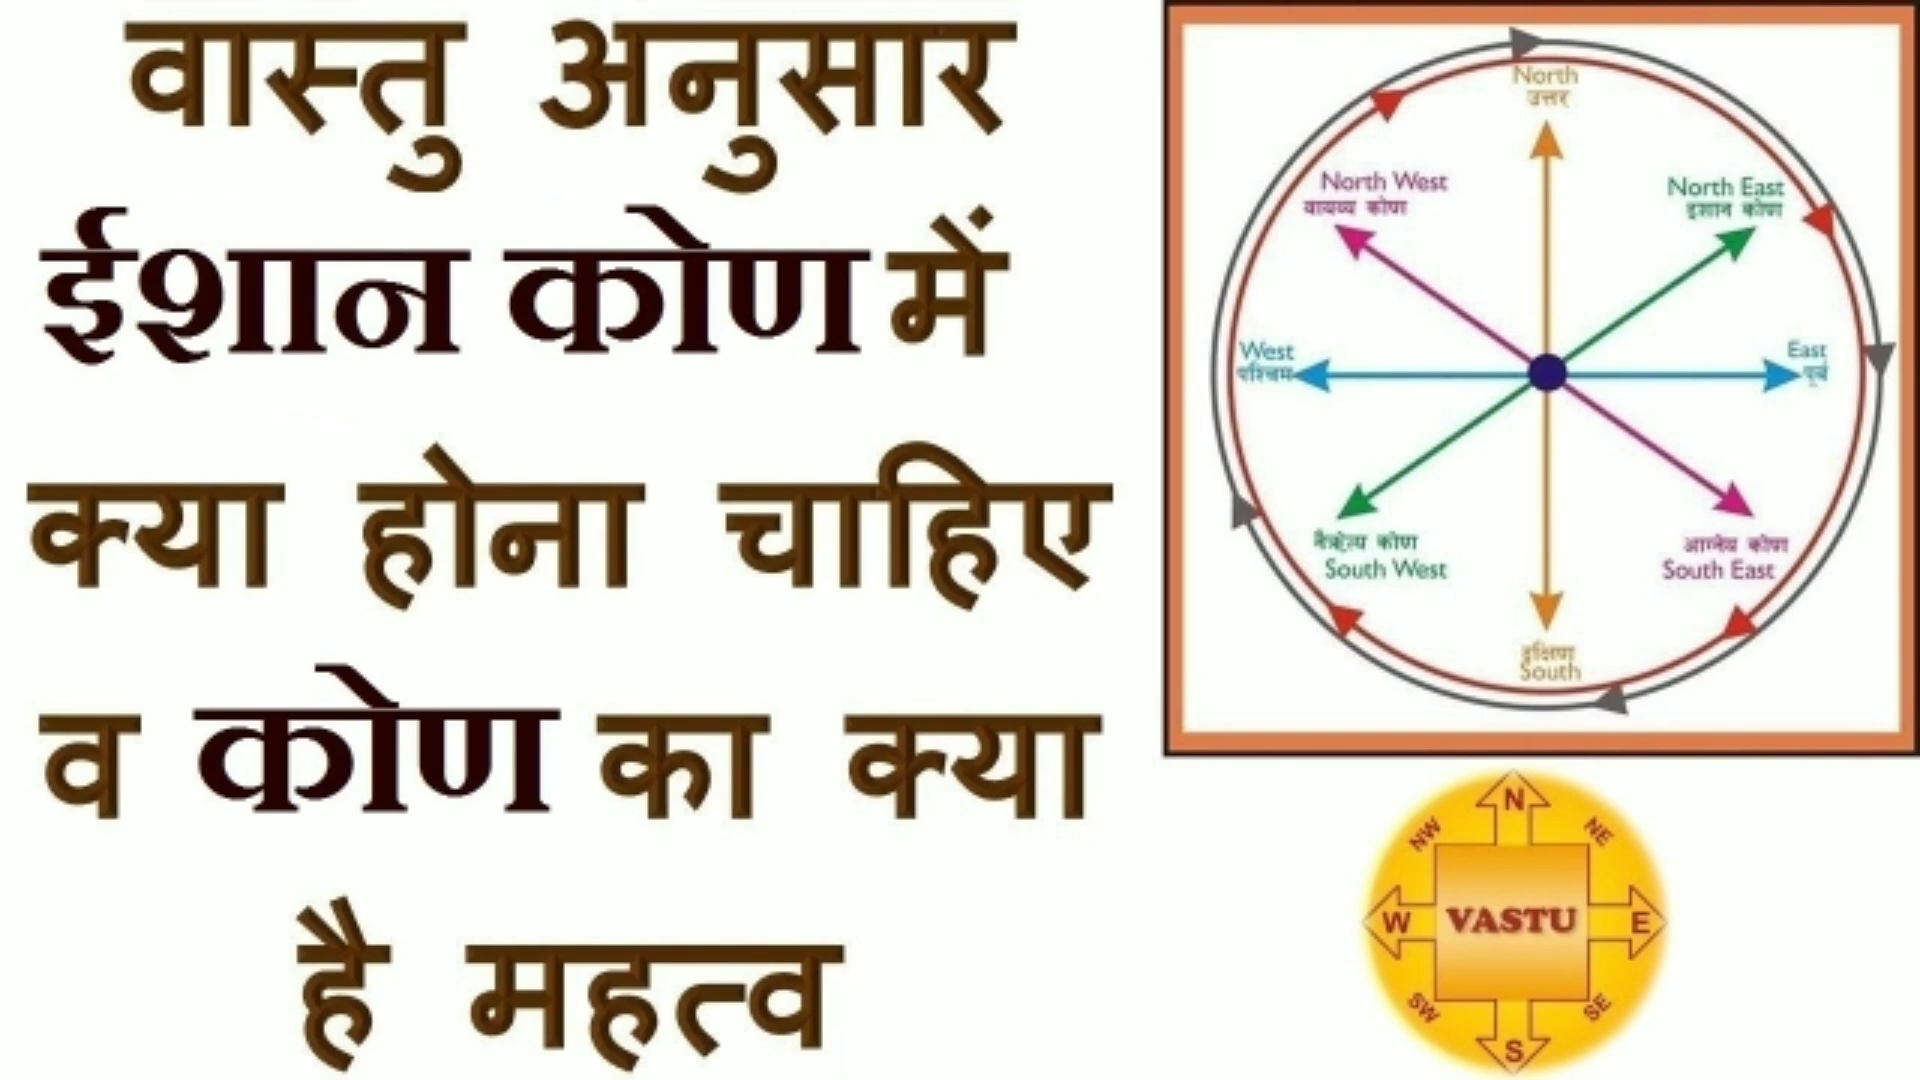 वास्तु अनुसार
ईशान कोण में
क्या होना चाहिए
व कोण का क्या
है महत्व
North
उत्तर
North West
वायव्य कोण
North East
इशान कोण
West
पश्चिम
East
पूर्व
नैऋत्य कोण
South West
आग्नेय कोण
South East
दक्षिण
South
N
NW
NE
W
VASTU
E
SW
SE
S